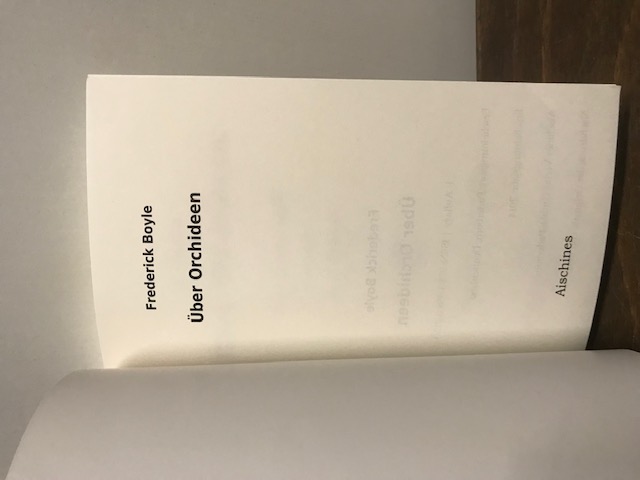 Frederick Boyle
Über Orchideen
Aischines